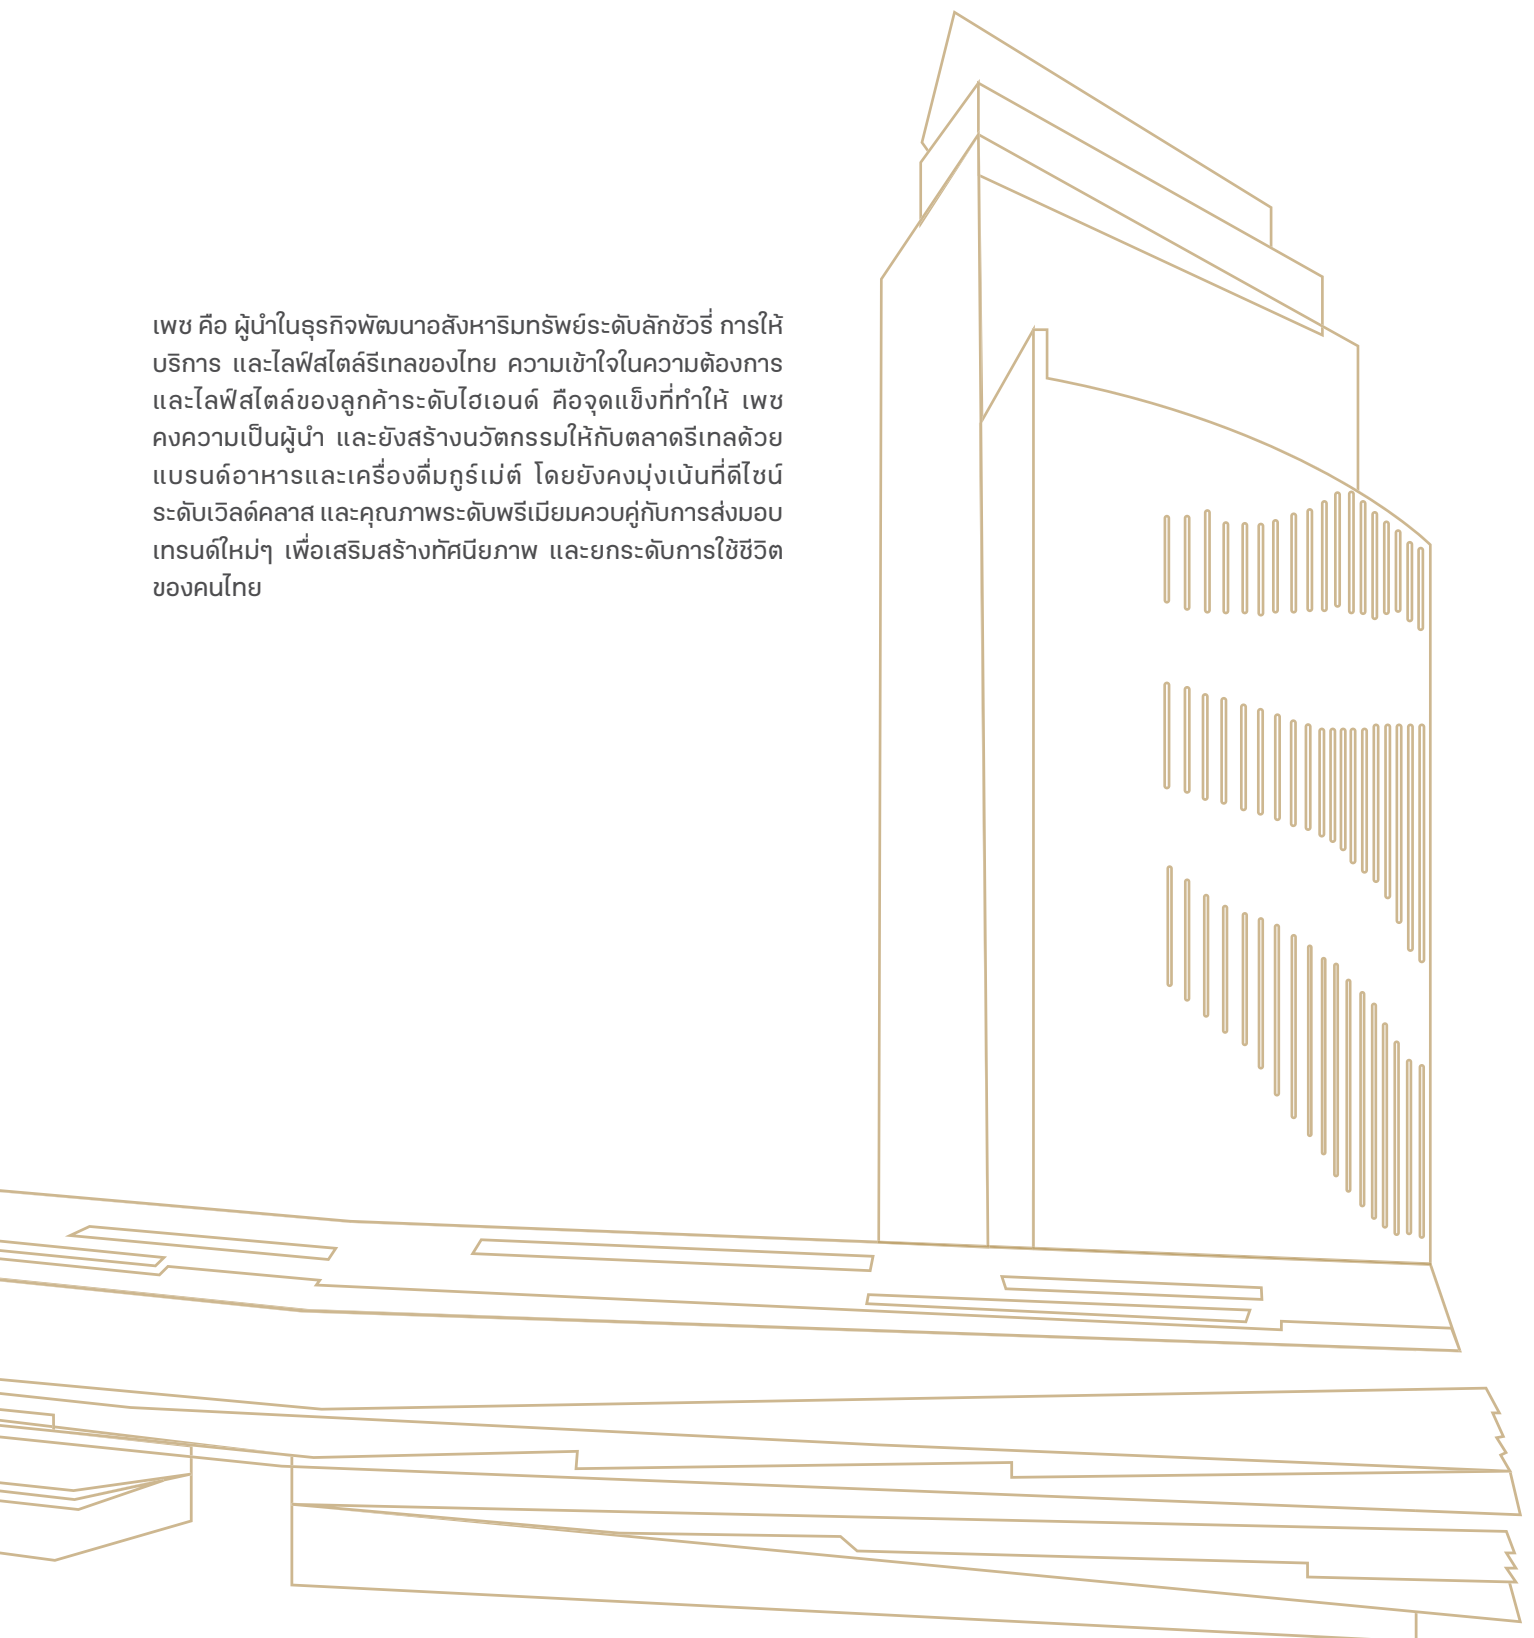 เพซ คือ ผู้นำในธุรกิจพัฒนาอสังหาริมทรัพย์ระดับลักชัวรี่ การให้
บริการ และไลฟ์สไตล์รีเทลของไทย ความเข้าใจในความต้องการ
และไลฟ์สไตล์ของลูกค้าระดับไฮเอนด์ คือจุดแข็งที่ทำให้ เพซ
คงความเป็นผู้นำ และยังสร้างนวัตกรรมให้กับตลาดรีเทลด้วย
แบรนด์อาหารและเครื่องดื่มกูร์เม่ต์ โดยยังคงมุ่งเน้นที่ดีไซน์
ระดับเวิลด์คลาส และคุณภาพระดับพรีเมียมควบคู่กับการส่งมอบ
เทรนด์ใหม่ๆ เพื่อเสริมสร้างทัศนียภาพ และยกระดับการใช้ชีวิต
ของคนไทย